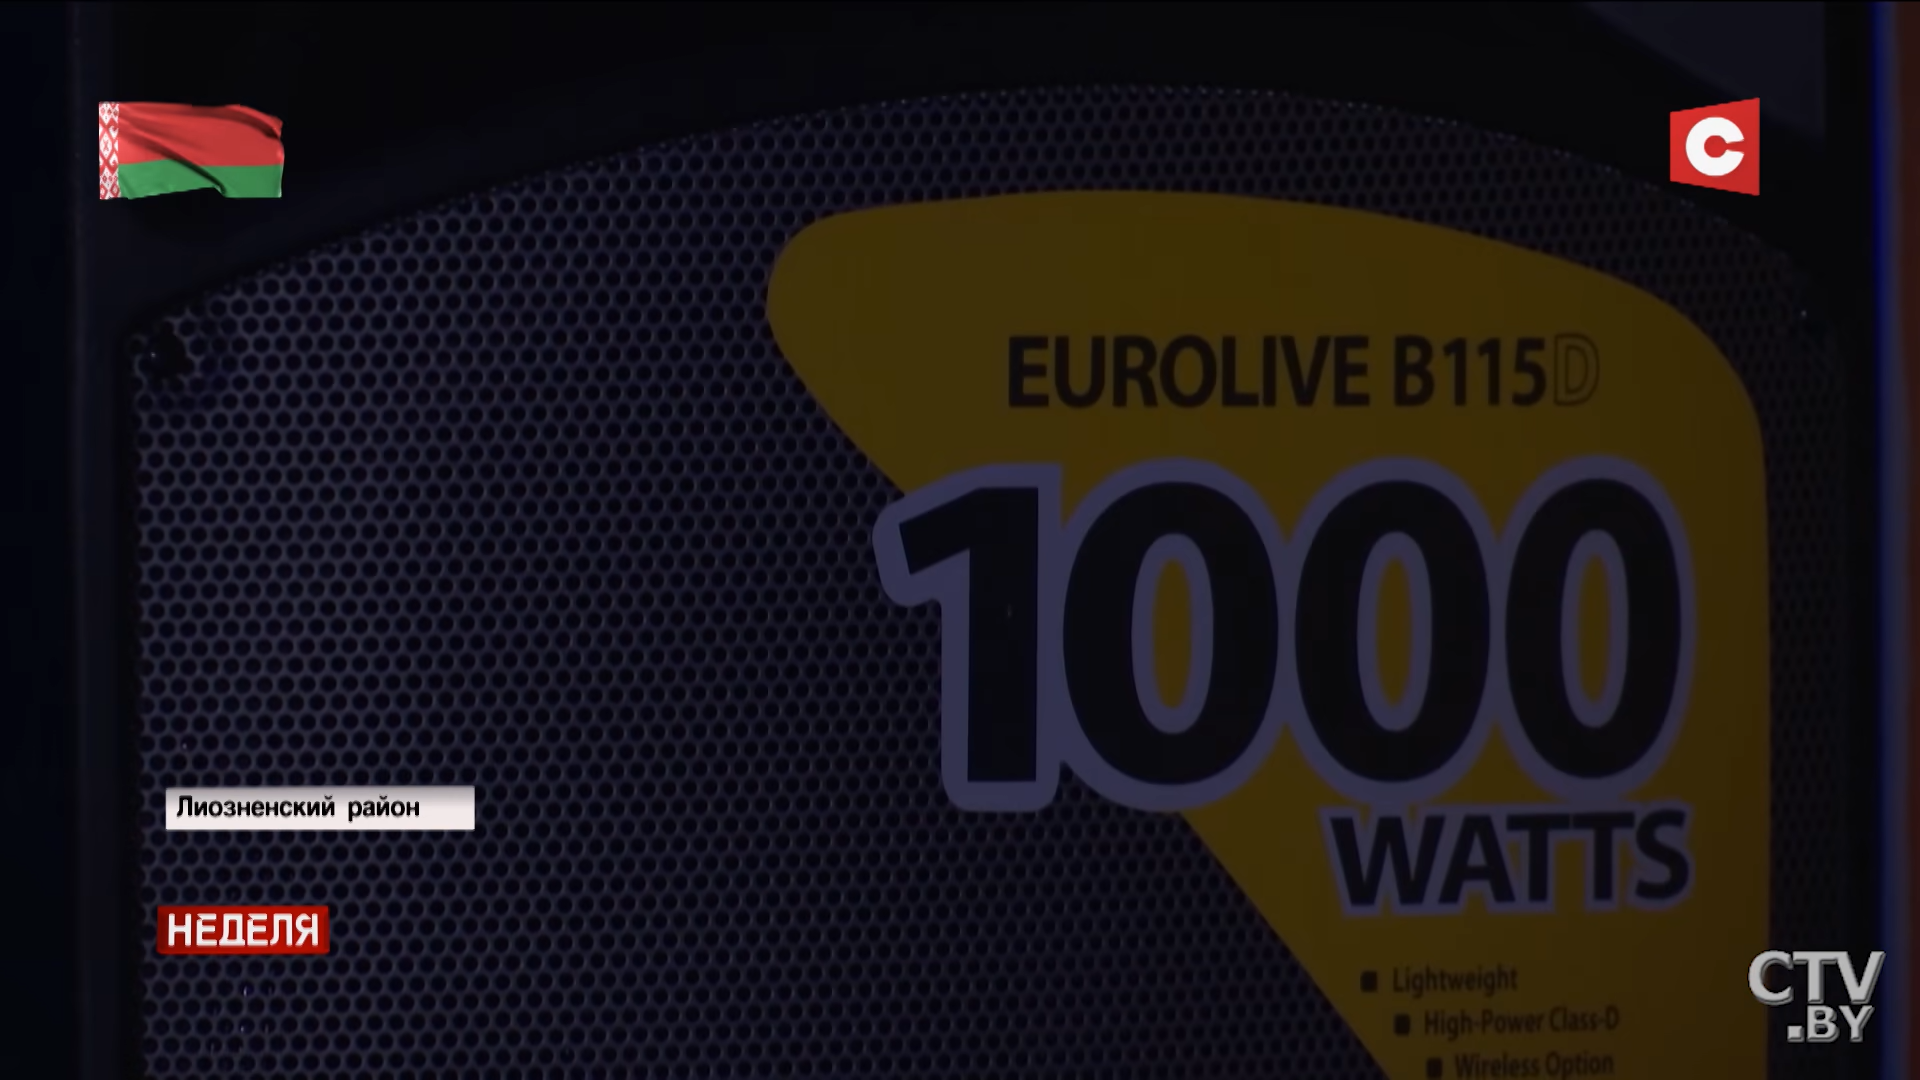 EUROLIVE B115D
1000
WATTS
Лиозненский район
НЕДЕЛЯ
Lightweight
High-Power Class-D
Wireless Option
CTV
.BY